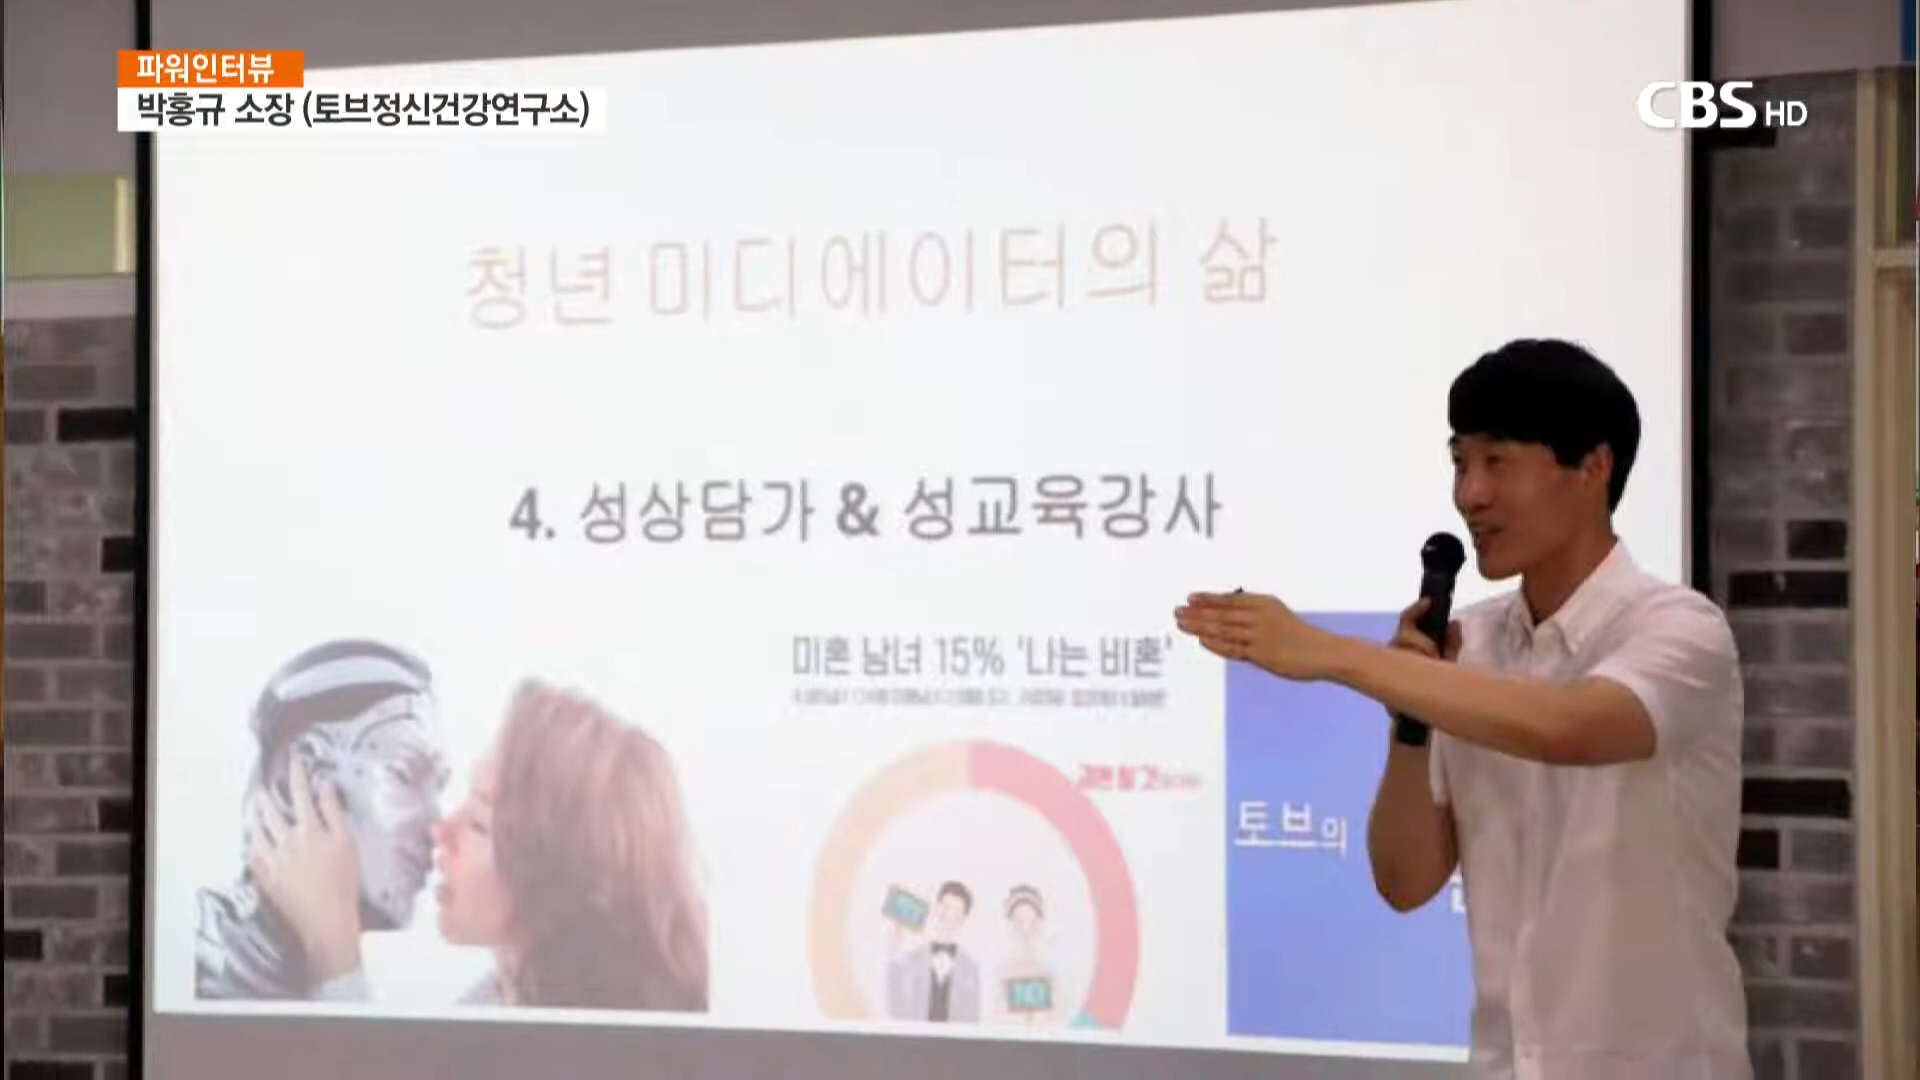 파워인터뷰
박홍규 소장 (토브정신건강연구소)
CBS HD
청년 미디에이터의 삶
4. 성상담가 & 성교육강사
미혼 남녀 15% '나는 비혼'
토브의
NO